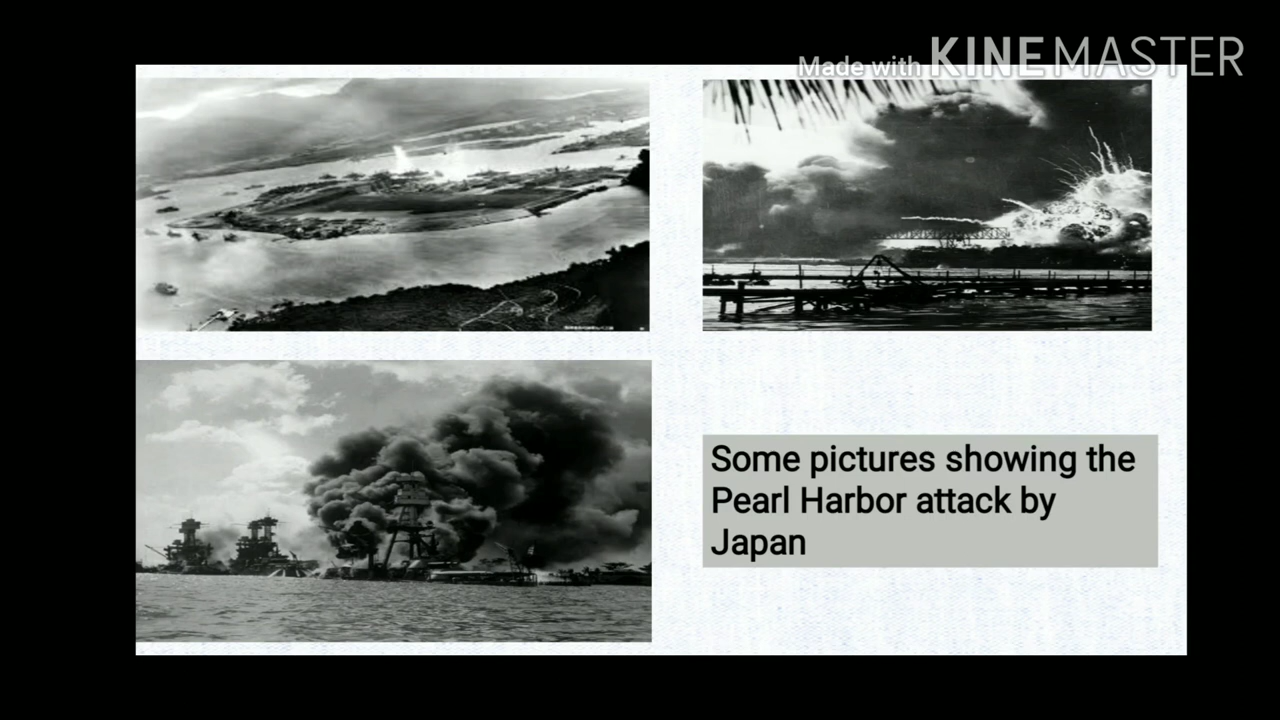 Made with KINEMASTER
Some pictures showing the
Pearl Harbor attack by
Japan